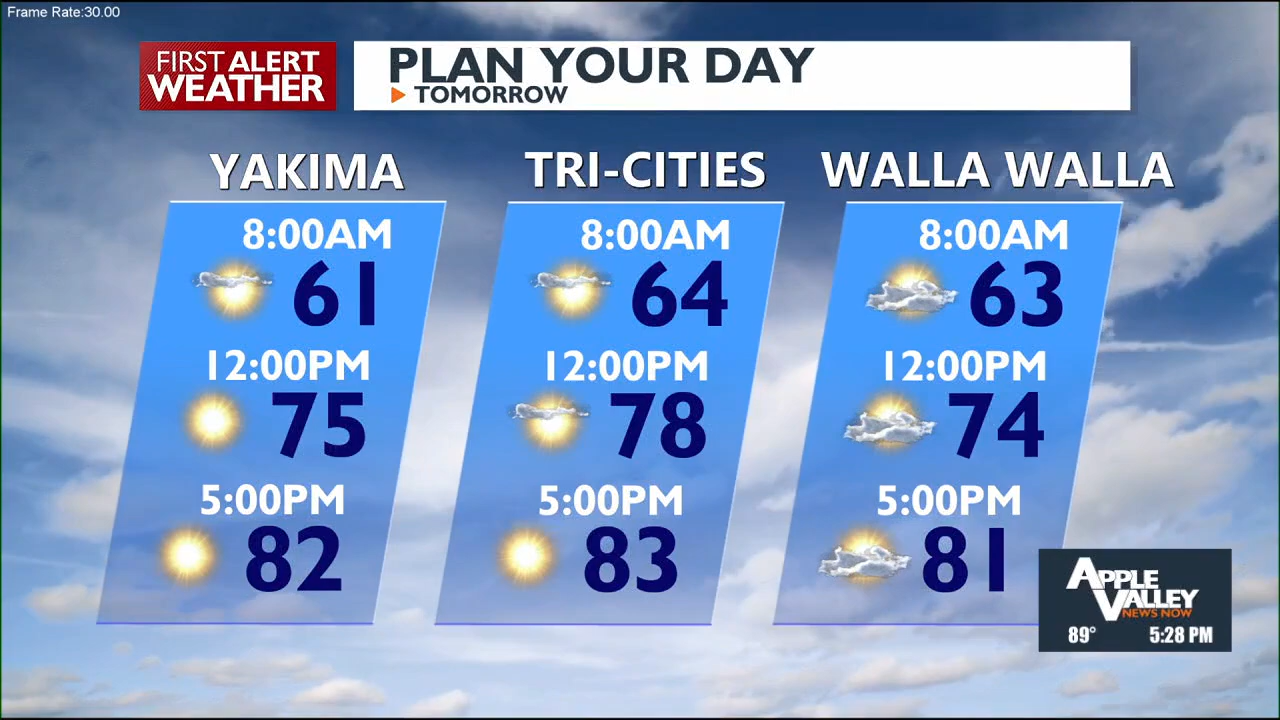 Frame Rate:30.00
FIRST ALERT
WEATHER
PLAN YOUR DAY
TOMORROW
YAKIMA
8:00AM
61
12:00PM
75
5:00PM
82
TRI-CITIES
8:00AM
64
12:00PM
78
5:00PM
83
WALLA WALLA
8:00AM
63
12:00PM
74
5:00PM
81
APPLE
VALLEY
NEWS NOW
89° 5:28 PM